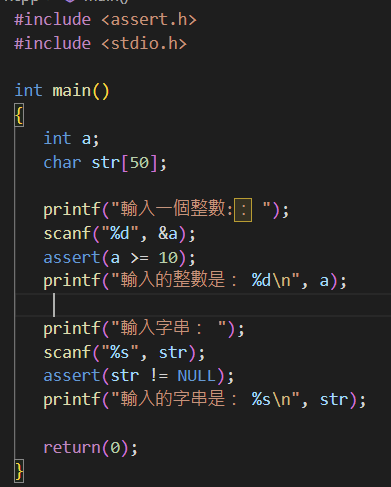 #include <assert.h>
#include <stdio.h>

int main()
{
   int a;
   char str[50];

   printf("輸入一個整數:： ");
   scanf("%d", &a);
   assert(a >= 10);
   printf("輸入的整數是： %d\n", a);

   printf("輸入字串： ");
   scanf("%s", str);
   assert(str != NULL);
   printf("輸入的字串是： %s\n", str);

   return(0);
}